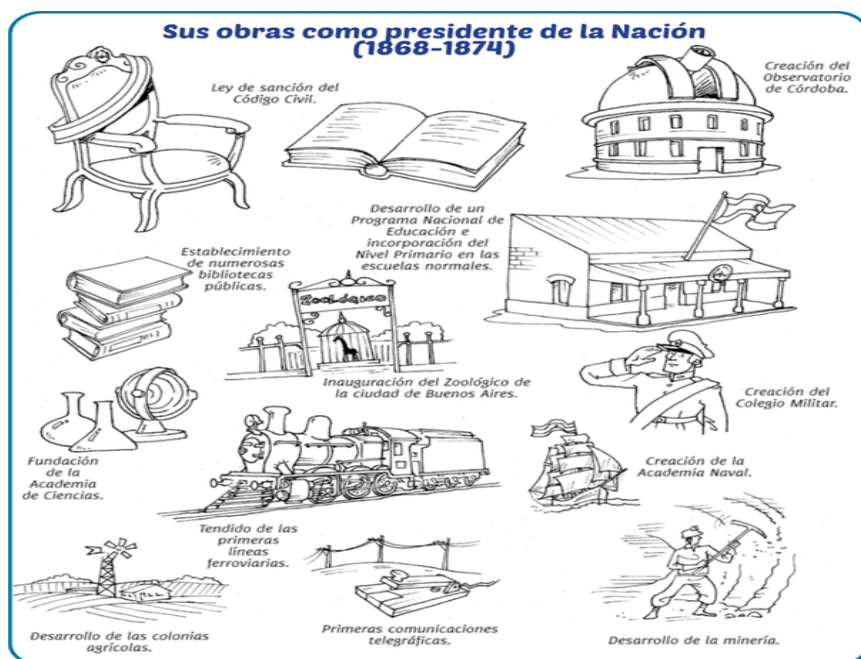 Sus obras como presidente de la Nación
(1868-1874)
Ley de sanción del
Código Civil.
Creación del
Observatorio
de Córdoba.
Desarrollo de un
Programa Nacional de
Educación e
incorporación del
Nivel Primario en las
escuelas normales.
Establecimiento
de numerosas
bibliotecas
públicas.
Zoológico
Inauguración del Zoológico de
la ciudad de Buenos Aires.
Creación del
Colegio Militar.
Fundación
de la
Academia
de Ciencias.
Tendido de las
primeras
líneas
ferroviarias.
Creación de la
Academia Naval.
Desarrollo de las colonias
agrícolas.
Primeras comunicaciones
telegráficas.
Desarrollo de la minería.